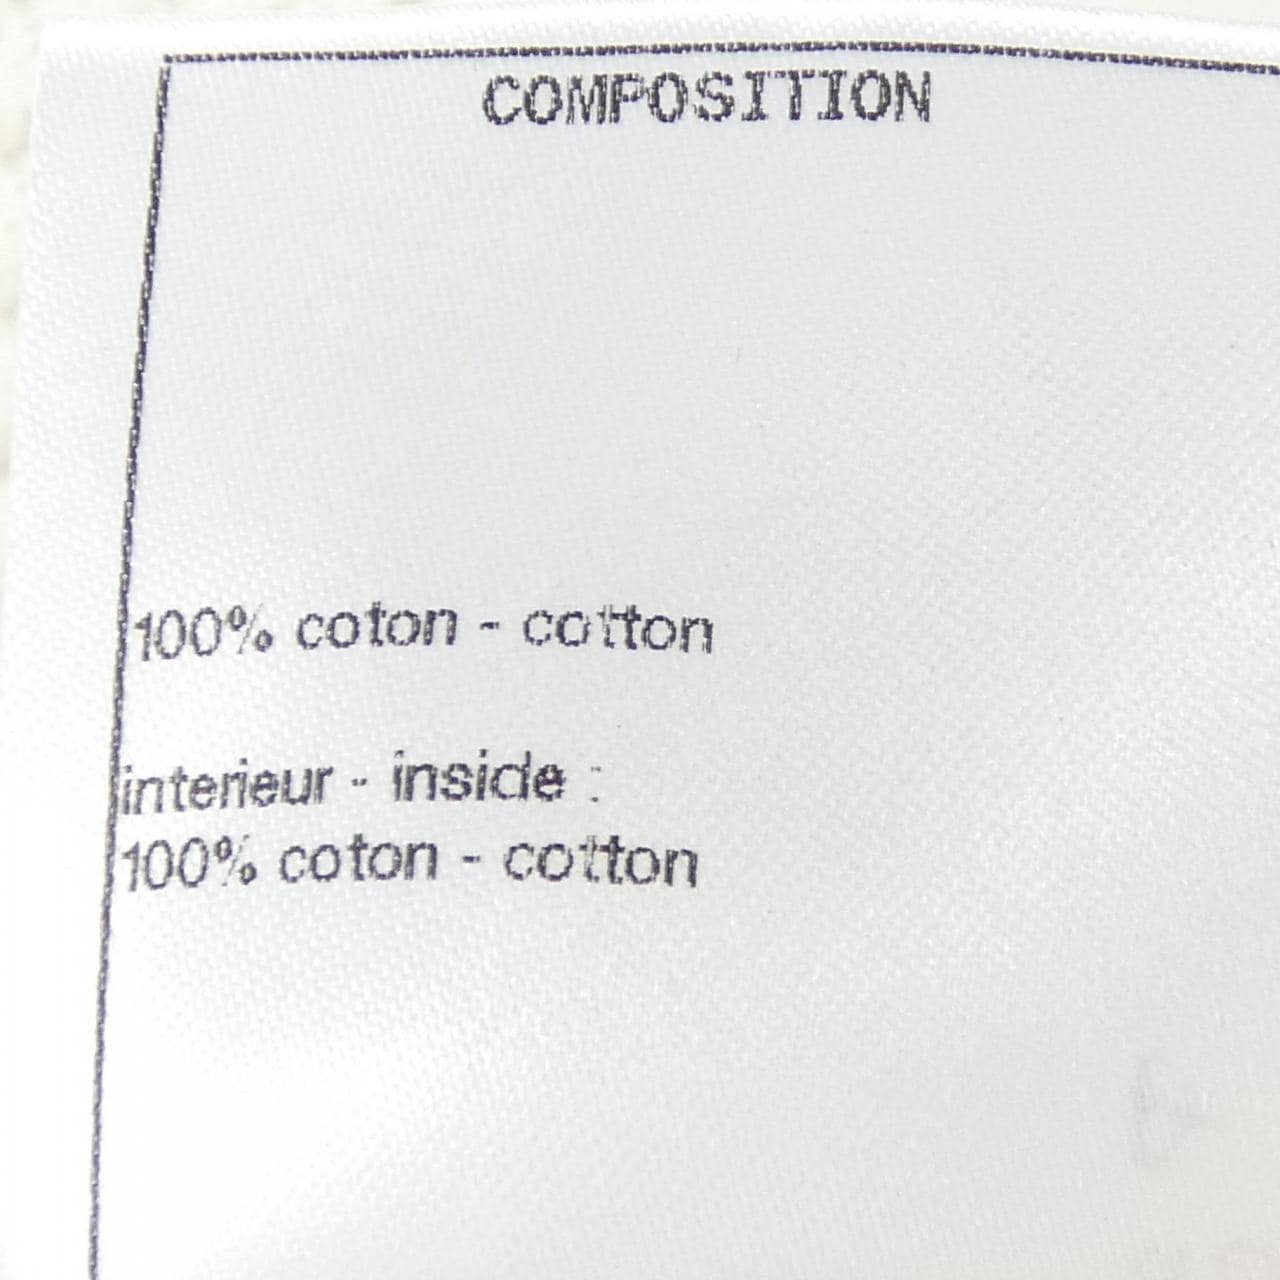 COMPOSITION
100% coton - cotton
interieur - inside :
100% coton - cotton